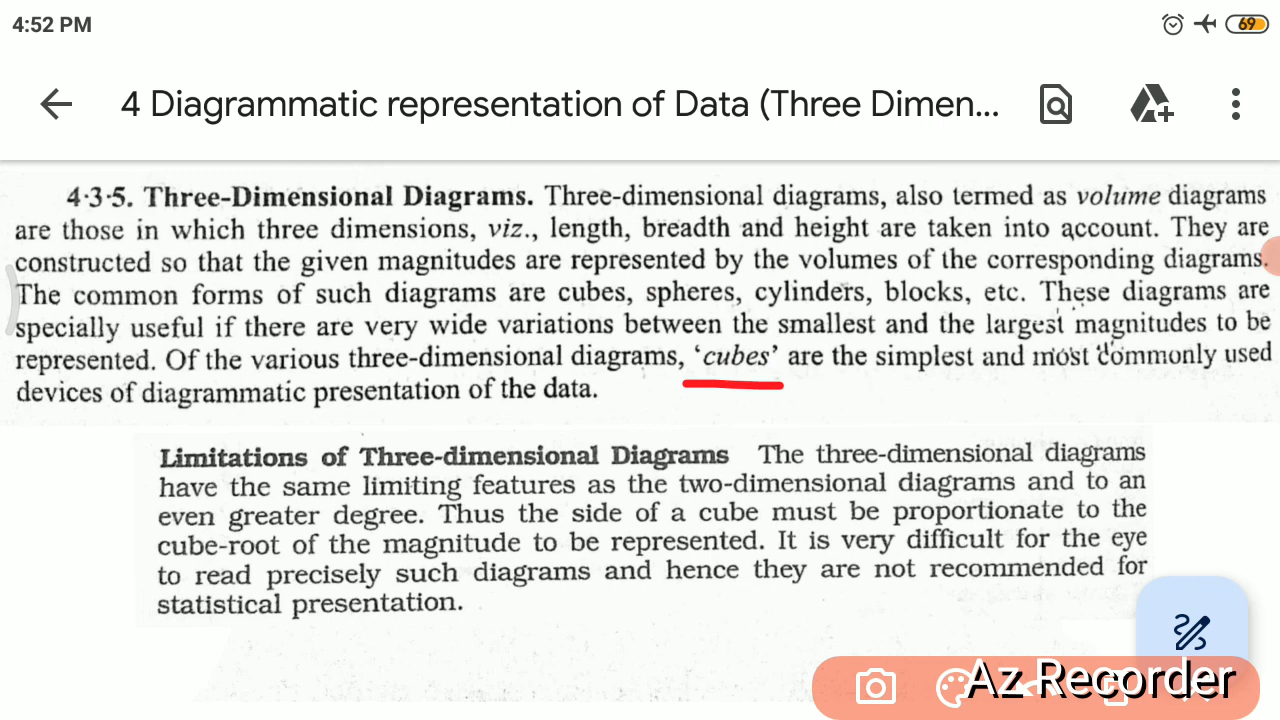 4:52 PM
69
4 Diagrammatic representation of Data (Three Dimen...
4·3·5. Three-Dimensional Diagrams. Three-dimensional diagrams, also termed as volume diagrams
are those in which three dimensions, viz., length, breadth and height are taken into account. They are
constructed so that the given magnitudes are represented by the volumes of the corresponding diagrams.
The common forms of such diagrams are cubes, spheres, cylinders, blocks, etc. These diagrams are
specially useful if there are very wide variations between the smallest and the largest magnitudes to be
represented. Of the various three-dimensional diagrams, ‘cubes’ are the simplest and most commonly used
devices of diagrammatic presentation of the data.
Limitations of Three-dimensional Diagrams The three-dimensional diagrams
have the same limiting features as the two-dimensional diagrams and to an
even greater degree. Thus the side of a cube must be proportionate to the
cube-root of the magnitude to be represented. It is very difficult for the eye
to read precisely such diagrams and hence they are not recommended for
statistical presentation.
Az Recorder